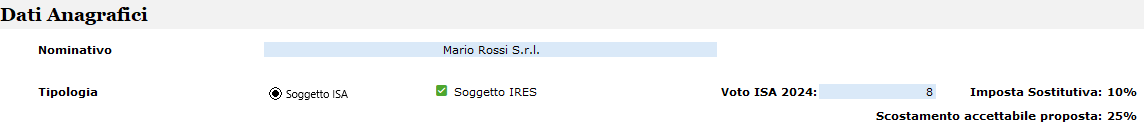 Dati Anagrafici
Nominativo Mario Rossi S.r.l.
Tipologia Soggetto ISA Soggetto IRES Voto ISA 2024: 8 Imposta Sostitutiva: 10%
Scostamento accettabile proposta: 25%